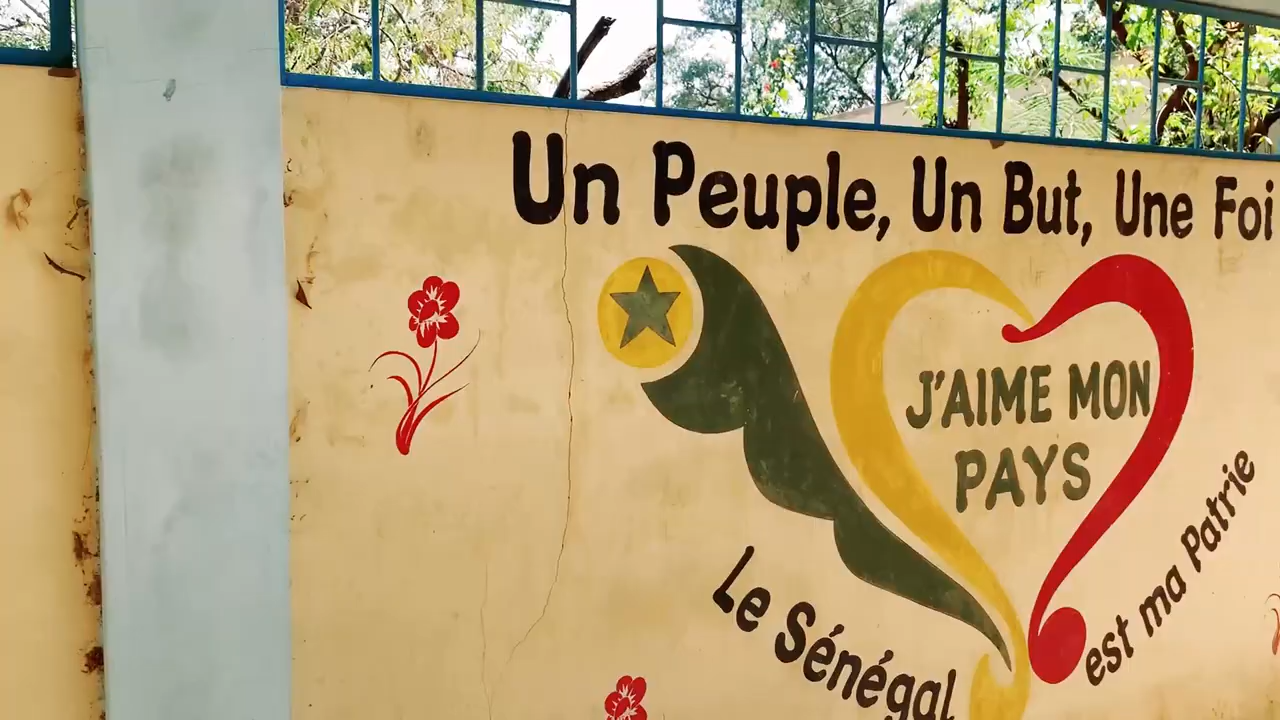 Un Peuple, Un But, Une Foi
J'AIME MON
PAYS
Le Sénégal
est ma Patrie